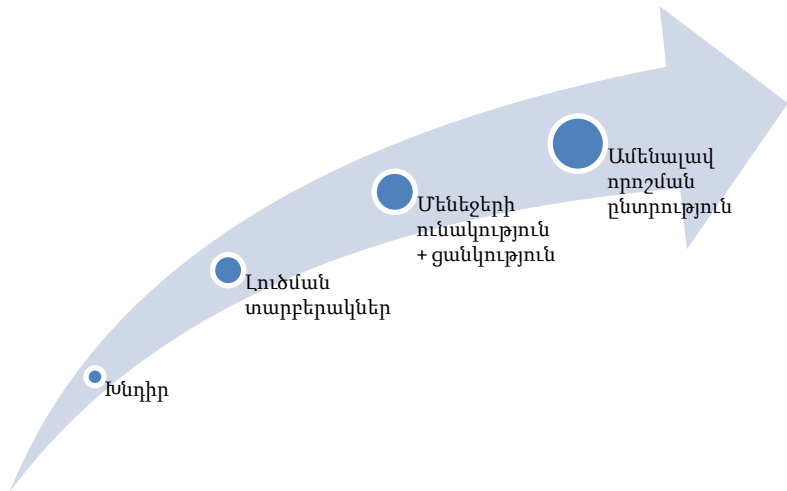 Ամենալավ
որոշման
ընտրություն
Մենեջերի
ունակություն
+ ցանկություն
Լուծման
տարբերակներ
Խնդիր